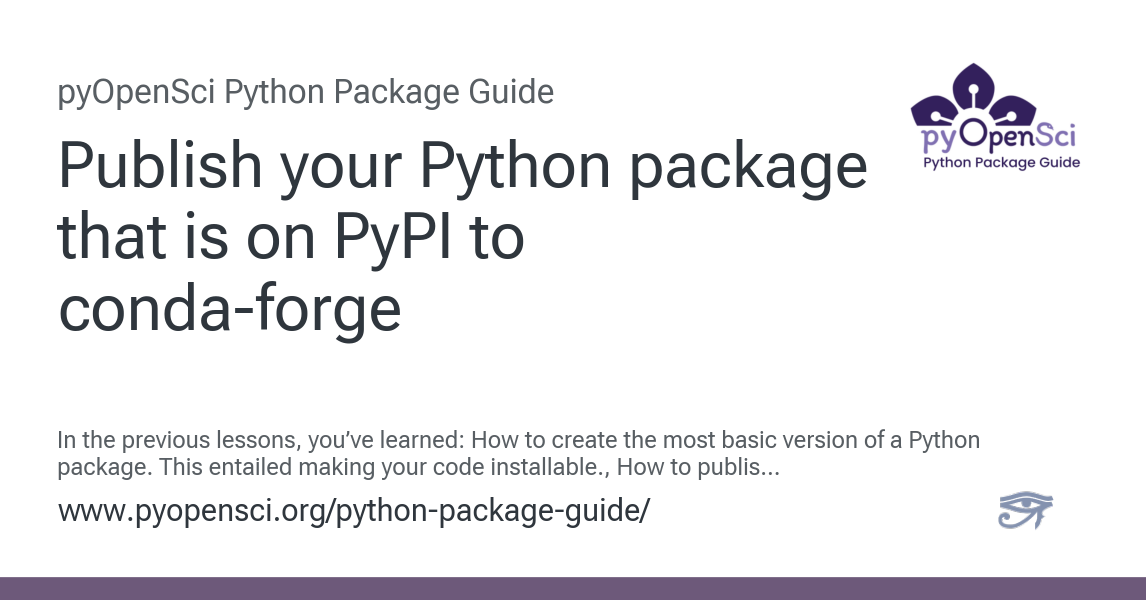 pyOpenSci Python Package Guide
Publish your Python package
that is on PyPI to
conda-forge
pyOpenSci
Python Package Guide
In the previous lessons, you’ve learned: How to create the most basic version of a Python
package. This entailed making your code installable., How to publis...
www.pyopensci.org/python-package-guide/